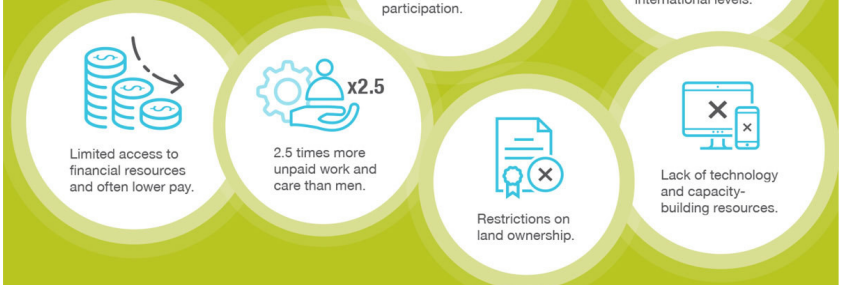 participation.
international levels.
Limited access to
financial resources
and often lower pay.
x2.5
2.5 times more
unpaid work and
care than men.
Restrictions on
land ownership.
Lack of technology
and capacity-
building resources.